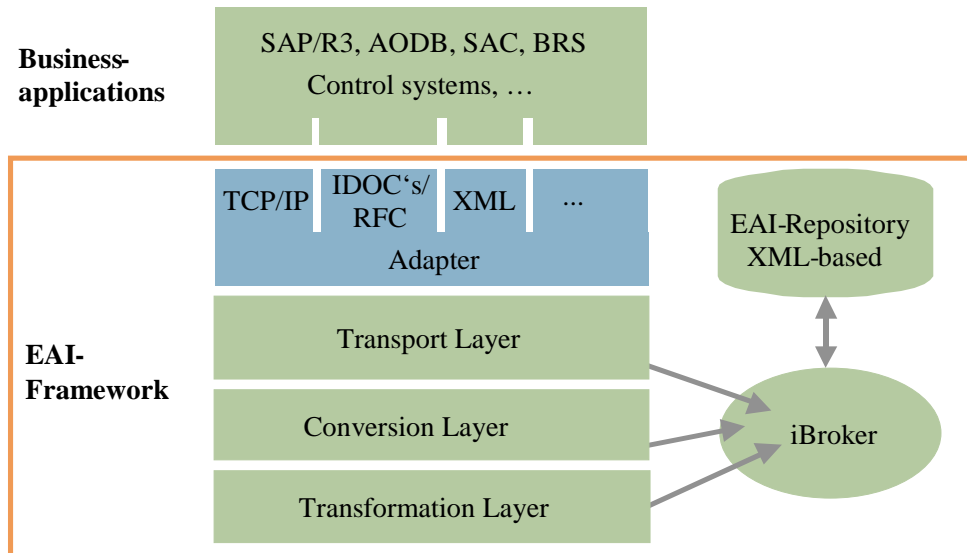 Business-
applications
SAP/R3, AODB, SAC, BRS
Control systems, …
EAI-
Framework
TCP/IP
IDOC‘s/
RFC
XML
...
Adapter
Transport Layer
Conversion Layer
Transformation Layer
EAI-Repository
XML-based
iBroker